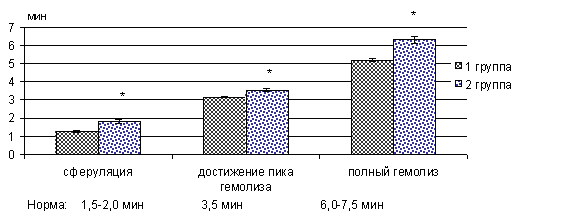 мин
7
6
5
4
3
2
1
0
*
*
*
1 группа
2 группа
сферуляция
достижение пика гемолиза
полный гемолиз
Норма: 1,5-2,0 мин 3,5 мин 6,0-7,5 мин